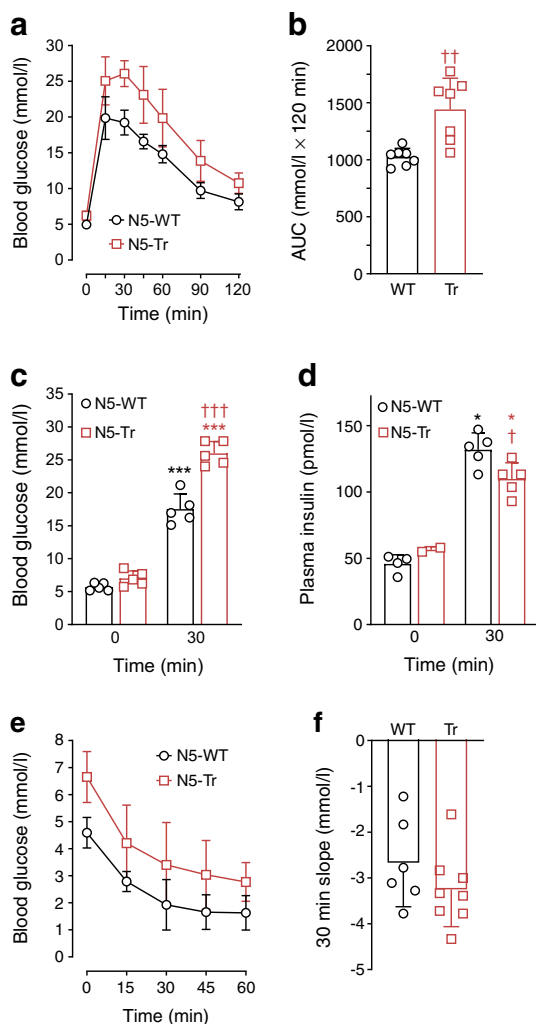 a
Blood glucose (mmol/l)
30
25
20
15
10
5
0
N5-WT
N5-Tr
0 30 60 90 120
Time (min)
b
AUC (mmol/l × 120 min)
2000
1500
1000
500
0
††
WT Tr
c
Blood glucose (mmol/l)
35
30
25
20
15
10
5
0
N5-WT
N5-Tr
†††
***
***
0 30
Time (min)
d
Plasma insulin (pmol/l)
150
100
50
0
N5-WT
N5-Tr
* *
†
0 30
Time (min)
e
Blood glucose (mmol/l)
8
7
6
5
4
3
2
1
0
N5-WT
N5-Tr
0 15 30 45 60
Time (min)
f
WT Tr
30 min slope (mmol/l)
0
-1
-2
-3
-4
-5